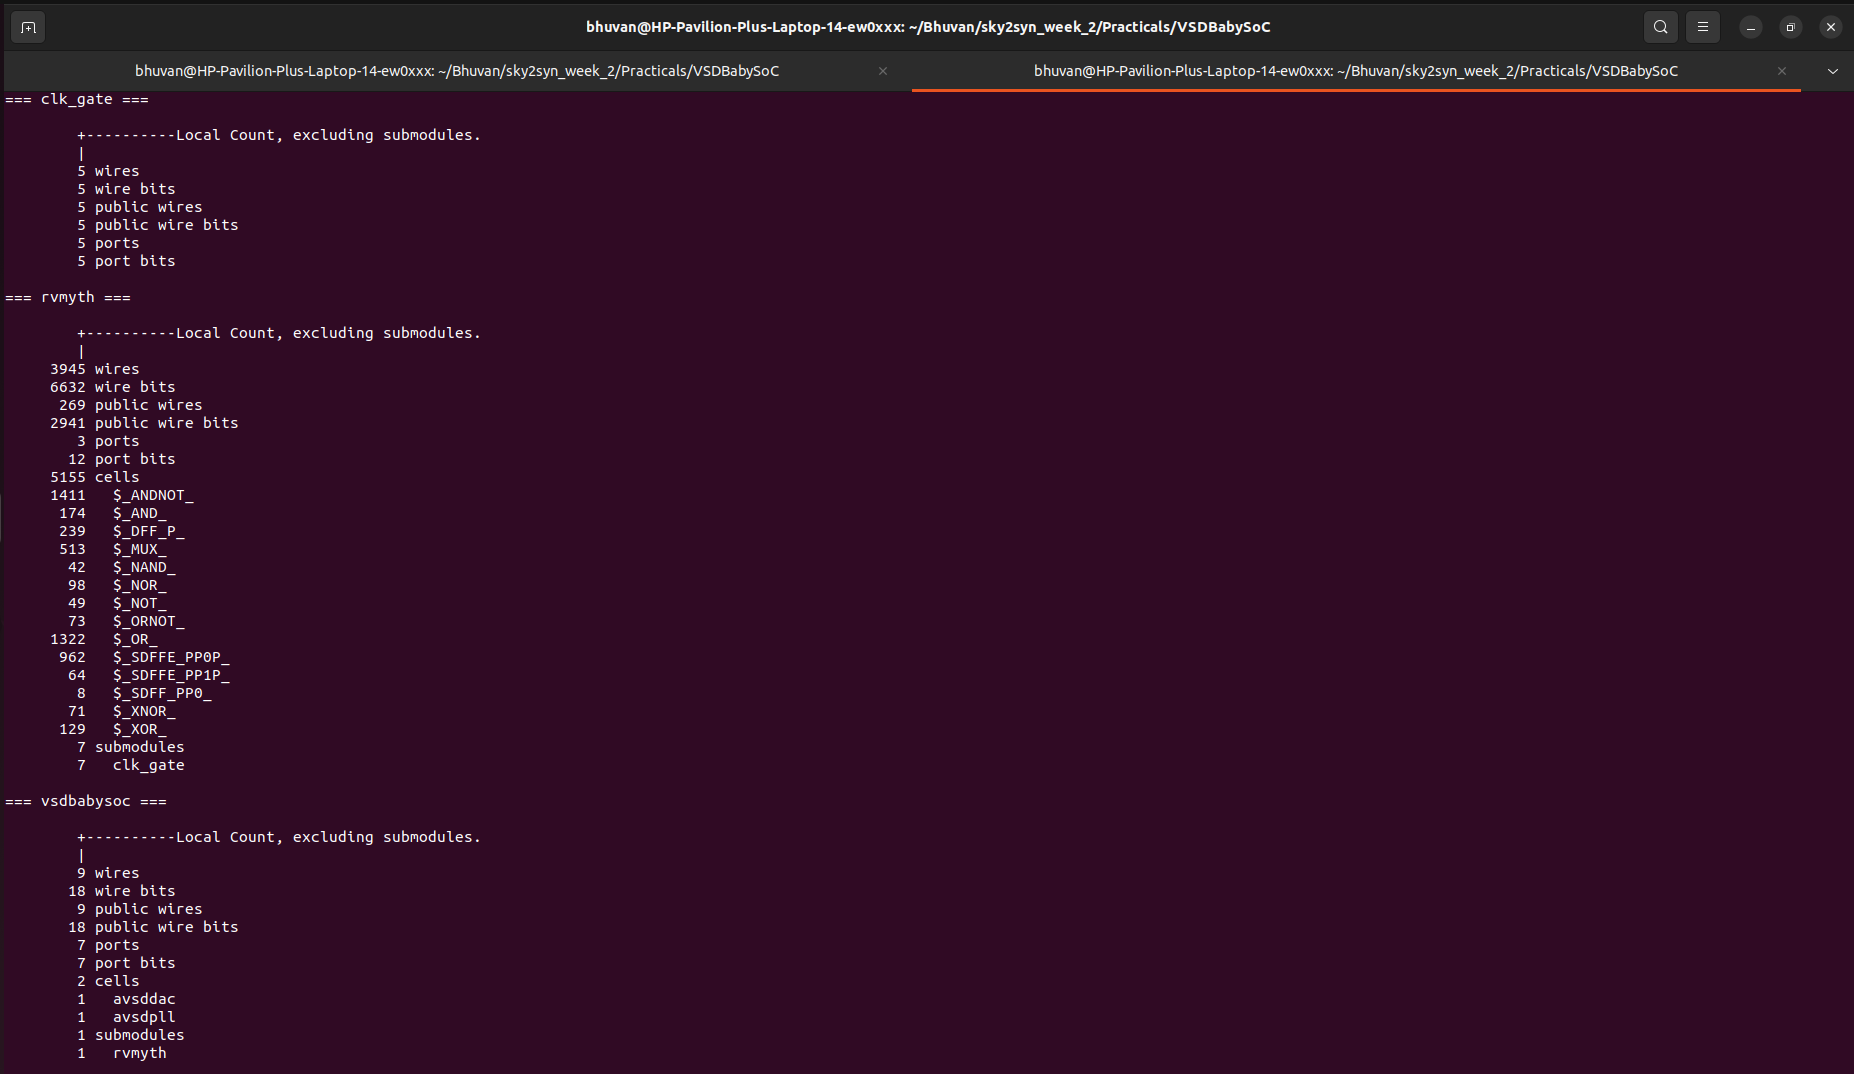 bhuvan@HP-Pavilion-Plus-Laptop-14-ew0xxx: ~/Bhuvan/sky2syn_week_2/Practicals/VSDBabySoC
bhuvan@HP-Pavilion-Plus-Laptop-14-ew0xxx: ~/Bhuvan/sky2syn_week_2/Practicals/VSDBabySoC
bhuvan@HP-Pavilion-Plus-Laptop-14-ew0xxx: ~/Bhuvan/sky2syn_week_2/Practicals/VSDBabySoC
=== clk_gate ===
+----------Local Count, excluding submodules.
|
5 wires
5 wire bits
5 public wires
5 public wire bits
5 ports
5 port bits
=== rvmyth ===
+----------Local Count, excluding submodules.
|
3945 wires
6632 wire bits
269 public wires
2941 public wire bits
3 ports
12 port bits
5155 cells
1411   $_ANDNOT_
174   $_AND_
239   $_DFF_P_
513   $_MUX_
42   $_NAND_
98   $_NOR_
49   $_NOT_
73   $_ORNOT_
1322   $_OR_
962   $_SDFFE_PP0P_
64   $_SDFFE_PP1P_
8   $_SDFF_PP0_
71   $_XNOR_
129   $_XOR_
7 submodules
7   clk_gate
=== vsdbabysoc ===
+----------Local Count, excluding submodules.
|
9 wires
18 wire bits
9 public wires
18 public wire bits
7 ports
7 port bits
2 cells
1   avsddac
1   avsdpll
1 submodules
1   rvmyth